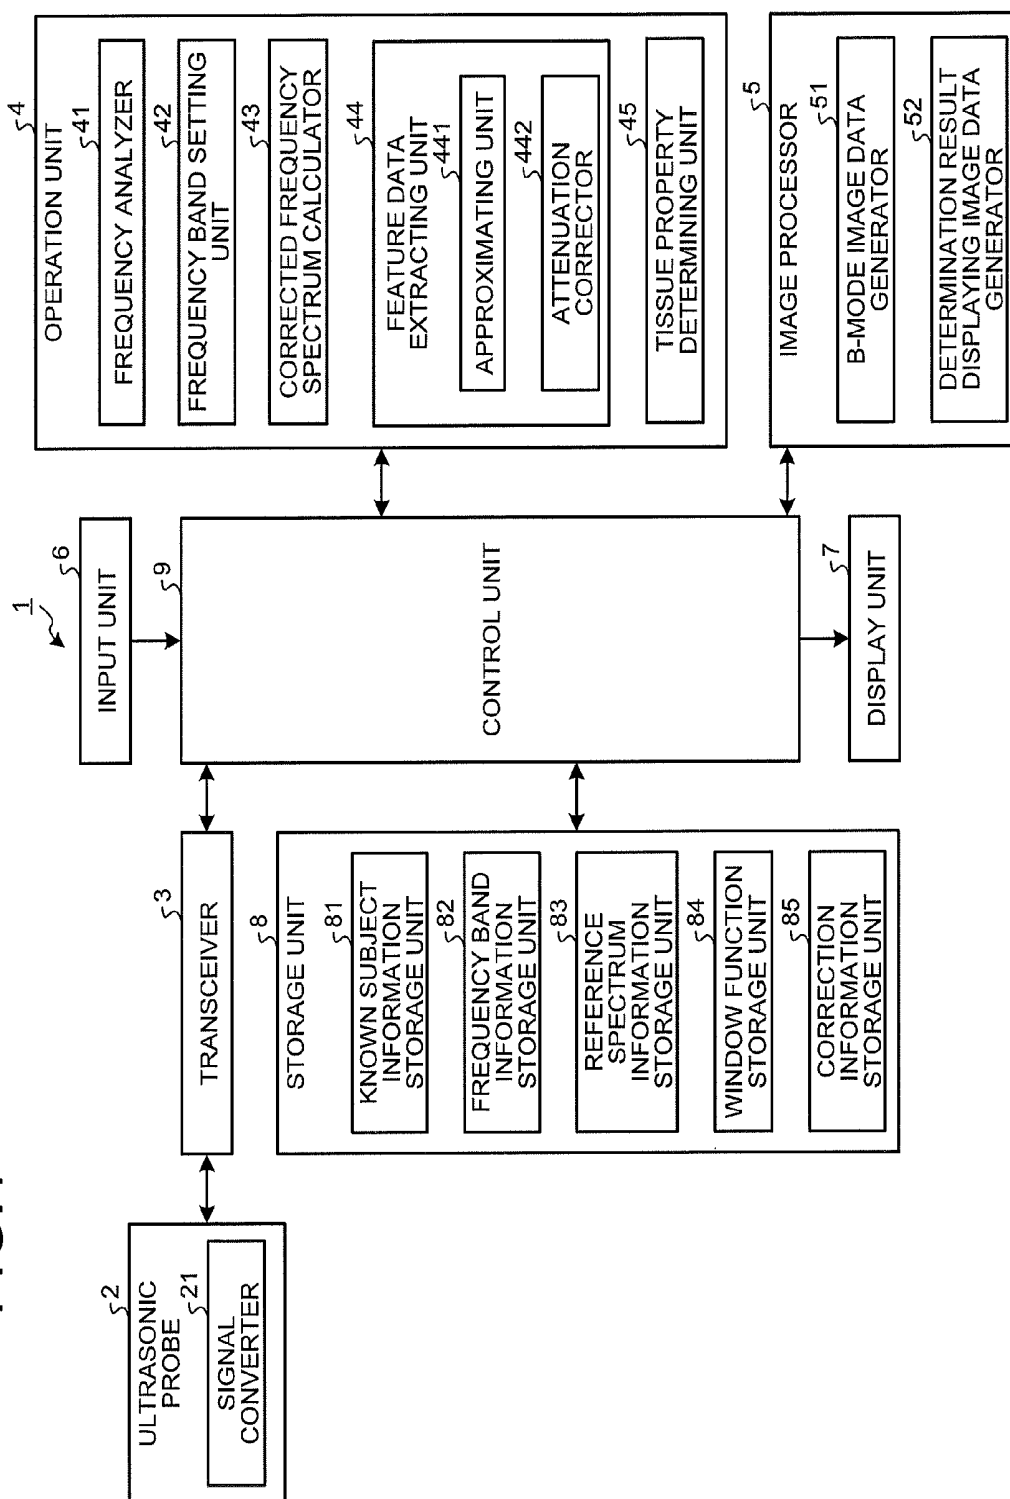 1
2
ULTRASONIC
PROBE
21
SIGNAL
CONVERTER
3
TRANSCEIVER
8
STORAGE UNIT
81
KNOWN SUBJECT
INFORMATION
STORAGE UNIT
82
FREQUENCY BAND
INFORMATION
STORAGE UNIT
83
REFERENCE
SPECTRUM
INFORMATION
STORAGE UNIT
84
WINDOW FUNCTION
STORAGE UNIT
85
CORRECTION
INFORMATION
STORAGE UNIT
6
INPUT UNIT
9
CONTROL UNIT
7
DISPLAY UNIT
4
OPERATION UNIT
41
FREQUENCY ANALYZER
42
FREQUENCY BAND SETTING
UNIT
43
CORRECTED FREQUENCY
SPECTRUM CALCULATOR
44
FEATURE DATA
EXTRACTING UNIT
441
APPROXIMATING UNIT
442
ATTENUATION
CORRECTOR
45
TISSUE PROPERTY
DETERMINING UNIT
5
IMAGE PROCESSOR
51
B-MODE IMAGE DATA
GENERATOR
52
DETERMINATION RESULT
DISPLAYING IMAGE DATA
GENERATOR